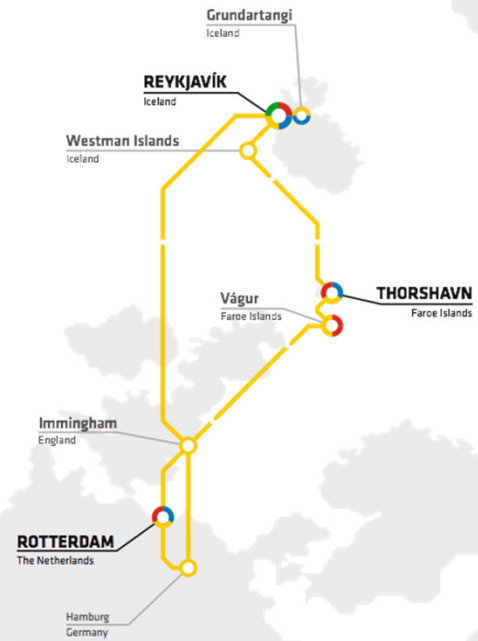 Grundartangi
Iceland
REYKJAVÍK
Iceland
Westman Islands
Iceland
Vágur
Faroe Islands
THORSHAVN
Faroe Islands
Immingham
England
ROTTERDAM
The Netherlands
Hamburg
Germany